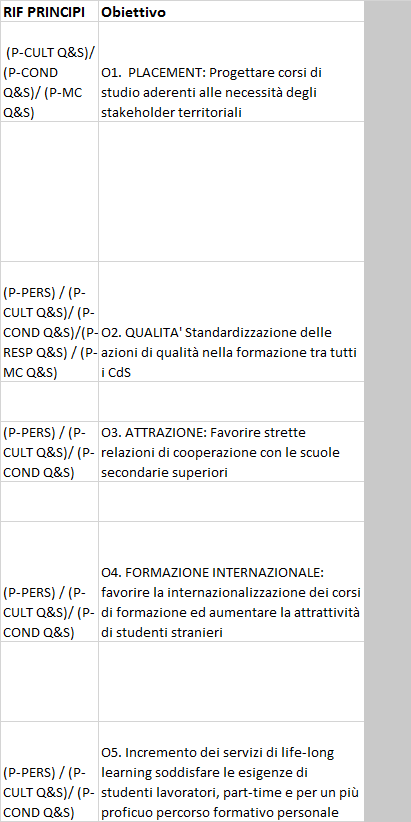 RIF PRINCIPI
Obiettivo
(P-CULT Q&S)/
(P-COND
Q&S)/ (P-MC
Q&S)
O1.  PLACEMENT: Progettare corsi di
studio aderenti alle necessità degli
stakeholder territoriali
(P-PERS) / (P-
CULT Q&S)/ (P-
COND Q&S)/(P-
RESP Q&S) / (P-
MC Q&S)
O2. QUALITA' Standardizzazione delle
azioni di qualità nella formazione tra tutti
i CdS
(P-PERS) / (P-
CULT Q&S)/ (P-
COND Q&S)
O3. ATTRAZIONE: Favorire strette
relazioni di cooperazione con le scuole
secondarie superiori
(P-PERS) / (P-
CULT Q&S)/ (P-
COND Q&S)
O4. FORMAZIONE INTERNAZIONALE:
favorire la internazionalizzazione dei corsi
di formazione ed aumentare la attrattività
di studenti stranieri
(P-PERS) / (P-
CULT Q&S)/ (P-
COND Q&S)
O5. Incremento dei servizi di life-long
learning soddisfare le esigenze di
studenti lavoratori, part-time e per un più
proficuo percorso formativo personale